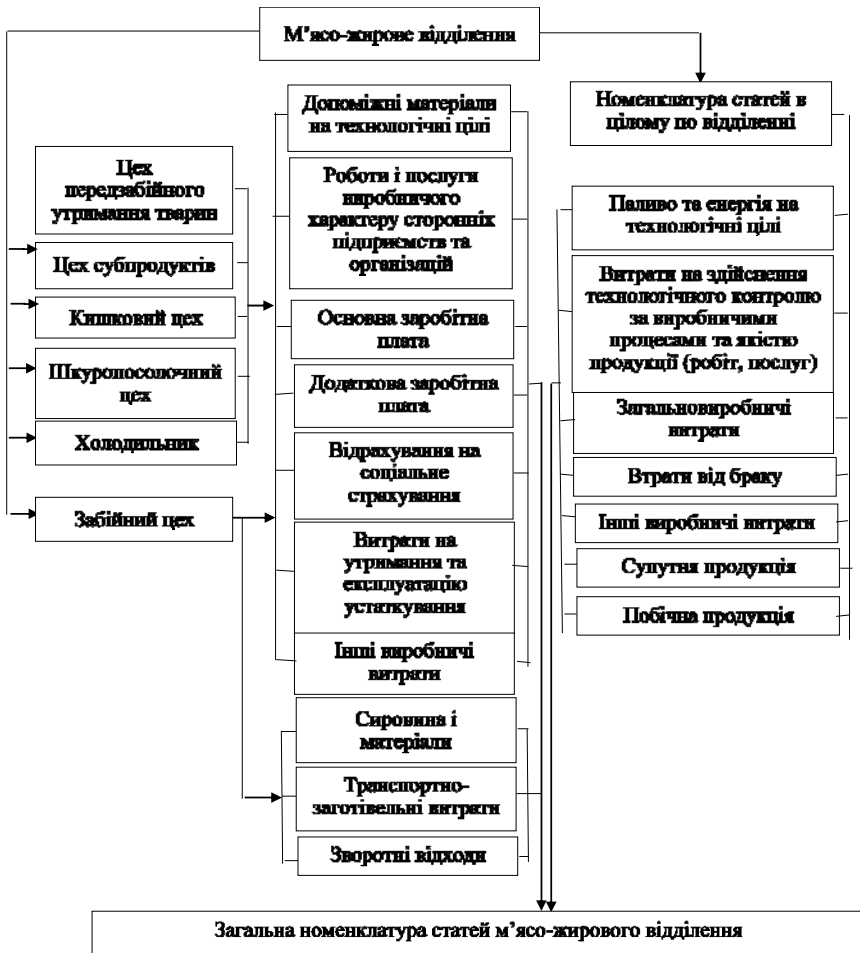 М’ясо-жирове відділення
Допоміжні матеріали
на технологічні цілі
Номенклатура статей в
цілому по відділенні
Цех
передзабійного
утримання тварин
Цех субпродуктів
Кишковий цех
Шкуропосолочний
цех
Холодильник
Забійний цех
Роботи і послуги
виробничого
характеру сторонніх
підприємств та
організацій
Основна заробітна
плата
Додаткова заробітна
плата
Відрахування на
соціальне
страхування
Витрати на
утримання та
експлуатацію
устаткування
Інші виробничі
витрати
Сировина і
матеріали
Транспортно-
заготівельні витрати
Зворотні відходи
Паливо та енергія на
технологічні цілі
Витрати на здійснення
технологічного контролю
за виробничими
процесами та якістю
продукції (робіт, послуг)
Загальновиробничі
витрати
Втрати від браку
Інші виробничі витрати
Супутня продукція
Побічна продукція
Загальна номенклатура статей м’ясо-жирового відділення